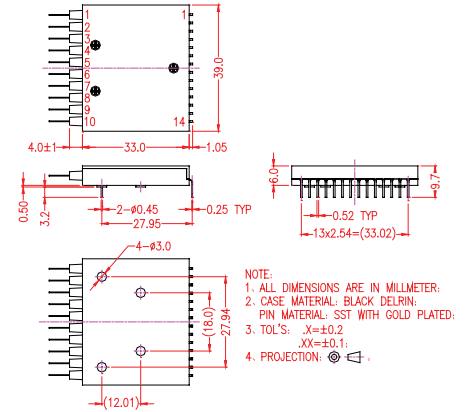 1 1
2
3
4
5
6
7
8
9
10 14
39.0
4.0±1 33.0 1.05
0.50
3.2
2-ø0.45 0.25 TYP
27.95
6.0
9.7
0.52 TYP
13x2.54=(33.02)
4-ø3.0
(18.0)
27.94
(12.01)
NOTE:
1、ALL DIMENSIONS ARE IN MILLMETER;
2、CASE MATERIAL: BLACK DELRIN;
PIN MATERIAL: SST WITH GOLD PLATED;
3、TOL'S: .X=±0.2
.XX=±0.1;
4、PROJECTION: